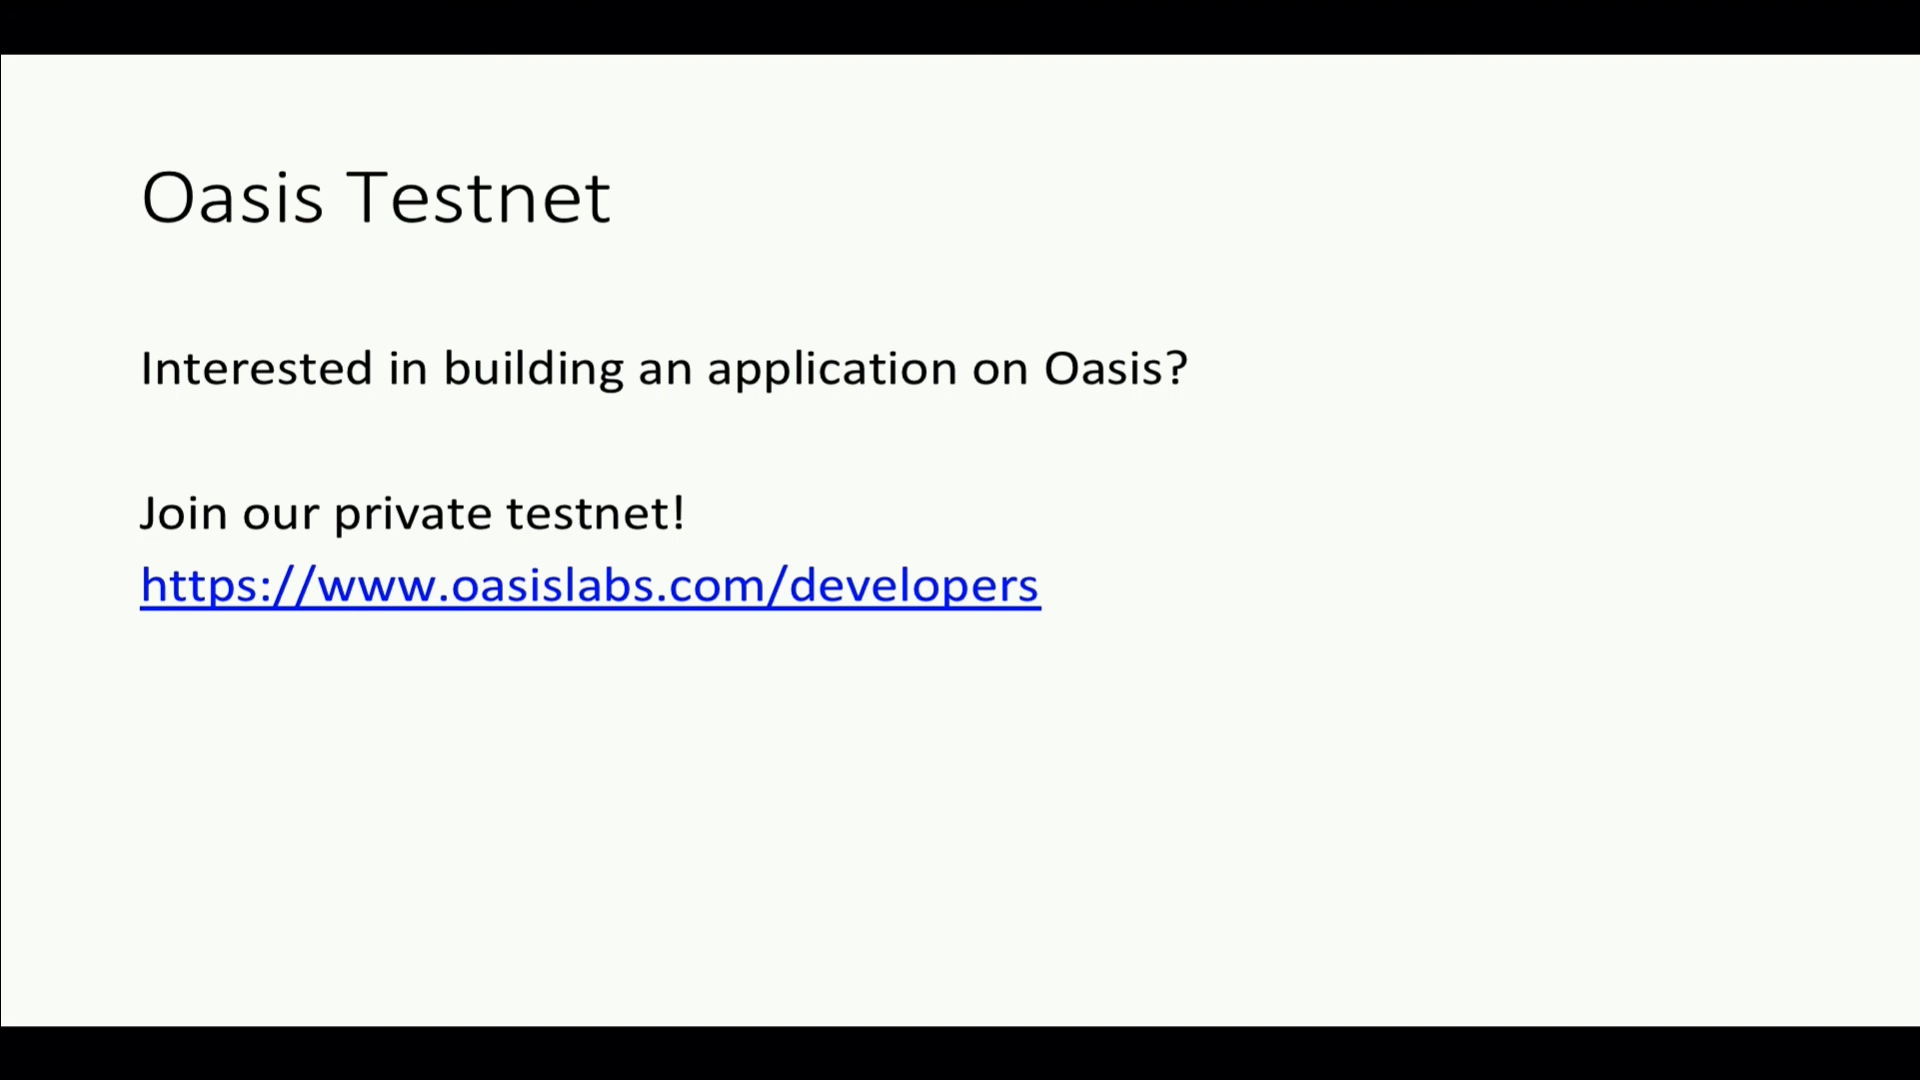 Oasis Testnet
Interested in building an application on Oasis?
Join our private testnet!
https://www.oasislabs.com/developers